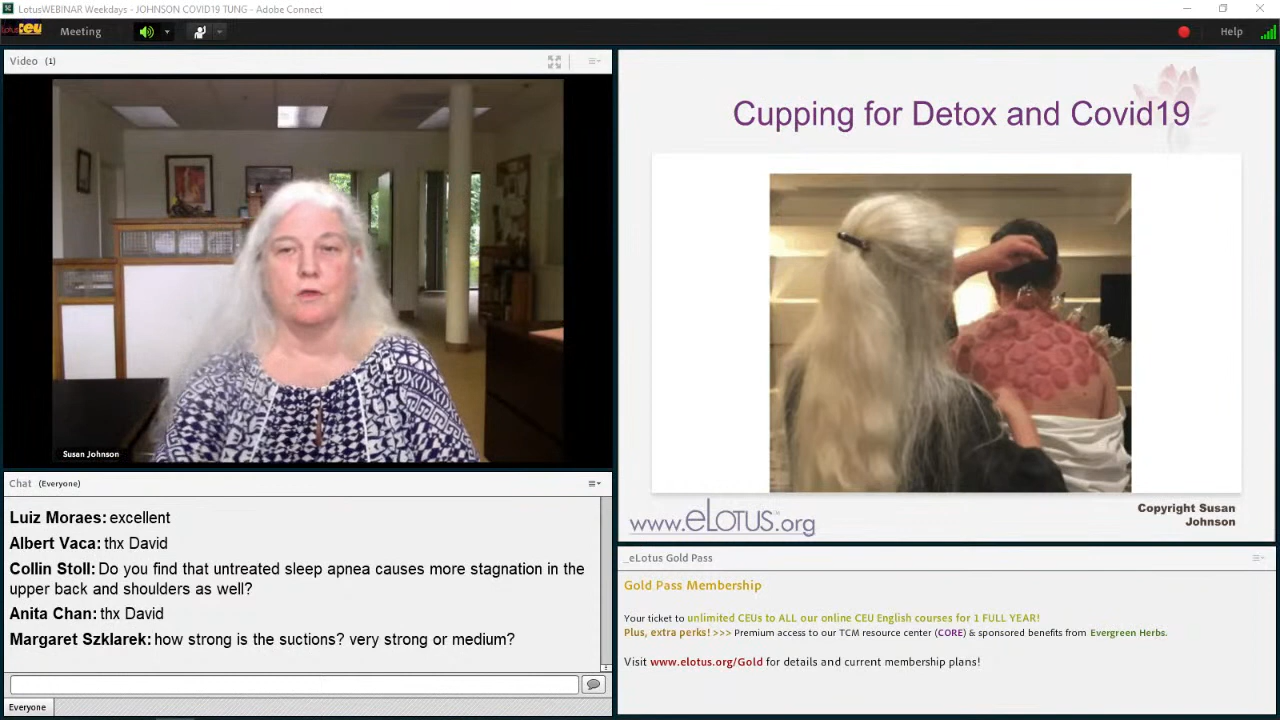 LotusWEBINAR Weekdays - JOHNSON COVID19 TUNG - Adobe Connect
Meeting
Help
Video (1)
Susan Johnson
Cupping for Detox and Covid19
www.eLOTUS.org
Copyright Susan
Johnson
Chat (Everyone)
Luiz Moraes: excellent
Albert Vaca: thx David
Collin Stoll: Do you find that untreated sleep apnea causes more stagnation in the
upper back and shoulders as well?
Anita Chan: thx David
Margaret Szklarek: how strong is the suctions? very strong or medium?
Everyone
_eLotus Gold Pass
Gold Pass Membership
Your ticket to unlimited CEUs to ALL our online CEU English courses for 1 FULL YEAR!
Plus, extra perks! >>> Premium access to our TCM resource center (CORE) & sponsored benefits from Evergreen Herbs.
Visit www.elotus.org/Gold for details and current membership plans!